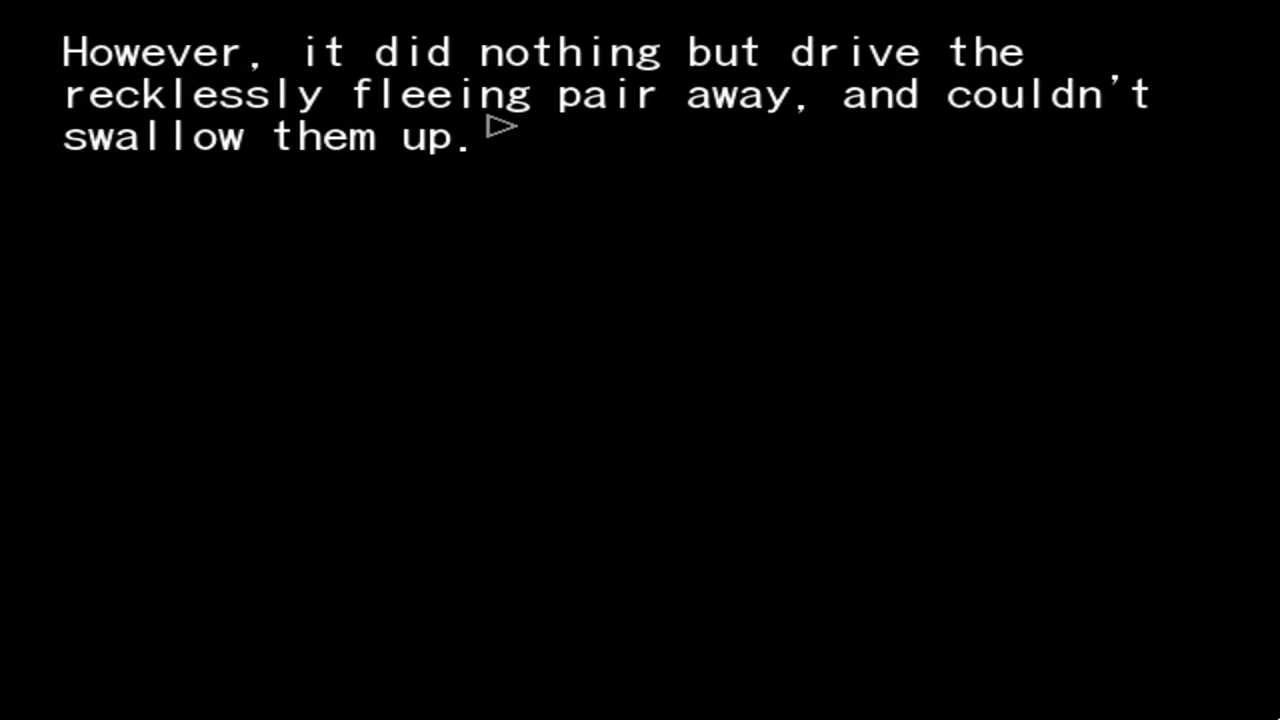 However, it did nothing but drive the
recklessly fleeing pair away, and couldn't
swallow them up.